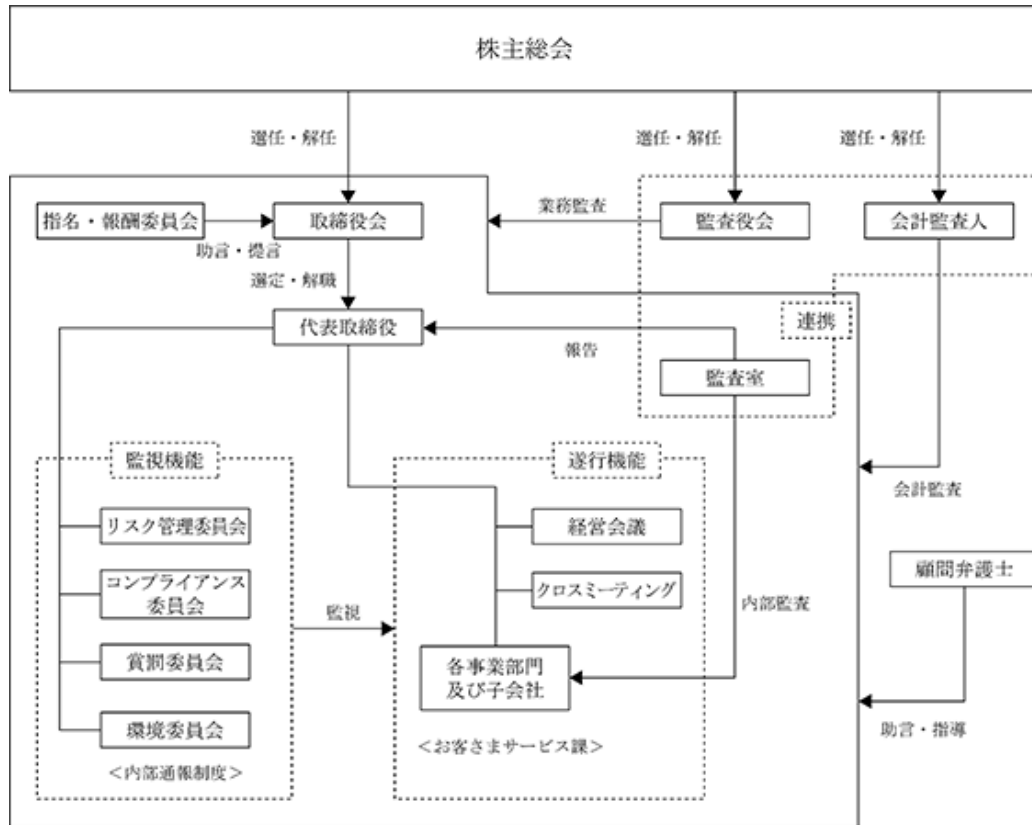 株主総会
選任・解任
選任・解任
選任・解任
指名・報酬委員会
取締役会
業務監査
監査役会
会計監査人
助言・提言
選定・解職
代表取締役
報告
連携
監査室
監視機能
遂行機能
会計監査
リスク管理委員会
経営会議
顧問弁護士
コンプライアンス
委員会
クロスミーティング
内部監査
監視
賞罰委員会
各事業部門
及び子会社
環境委員会
助言・指導
<お客さまサービス課>
<内部通報制度>